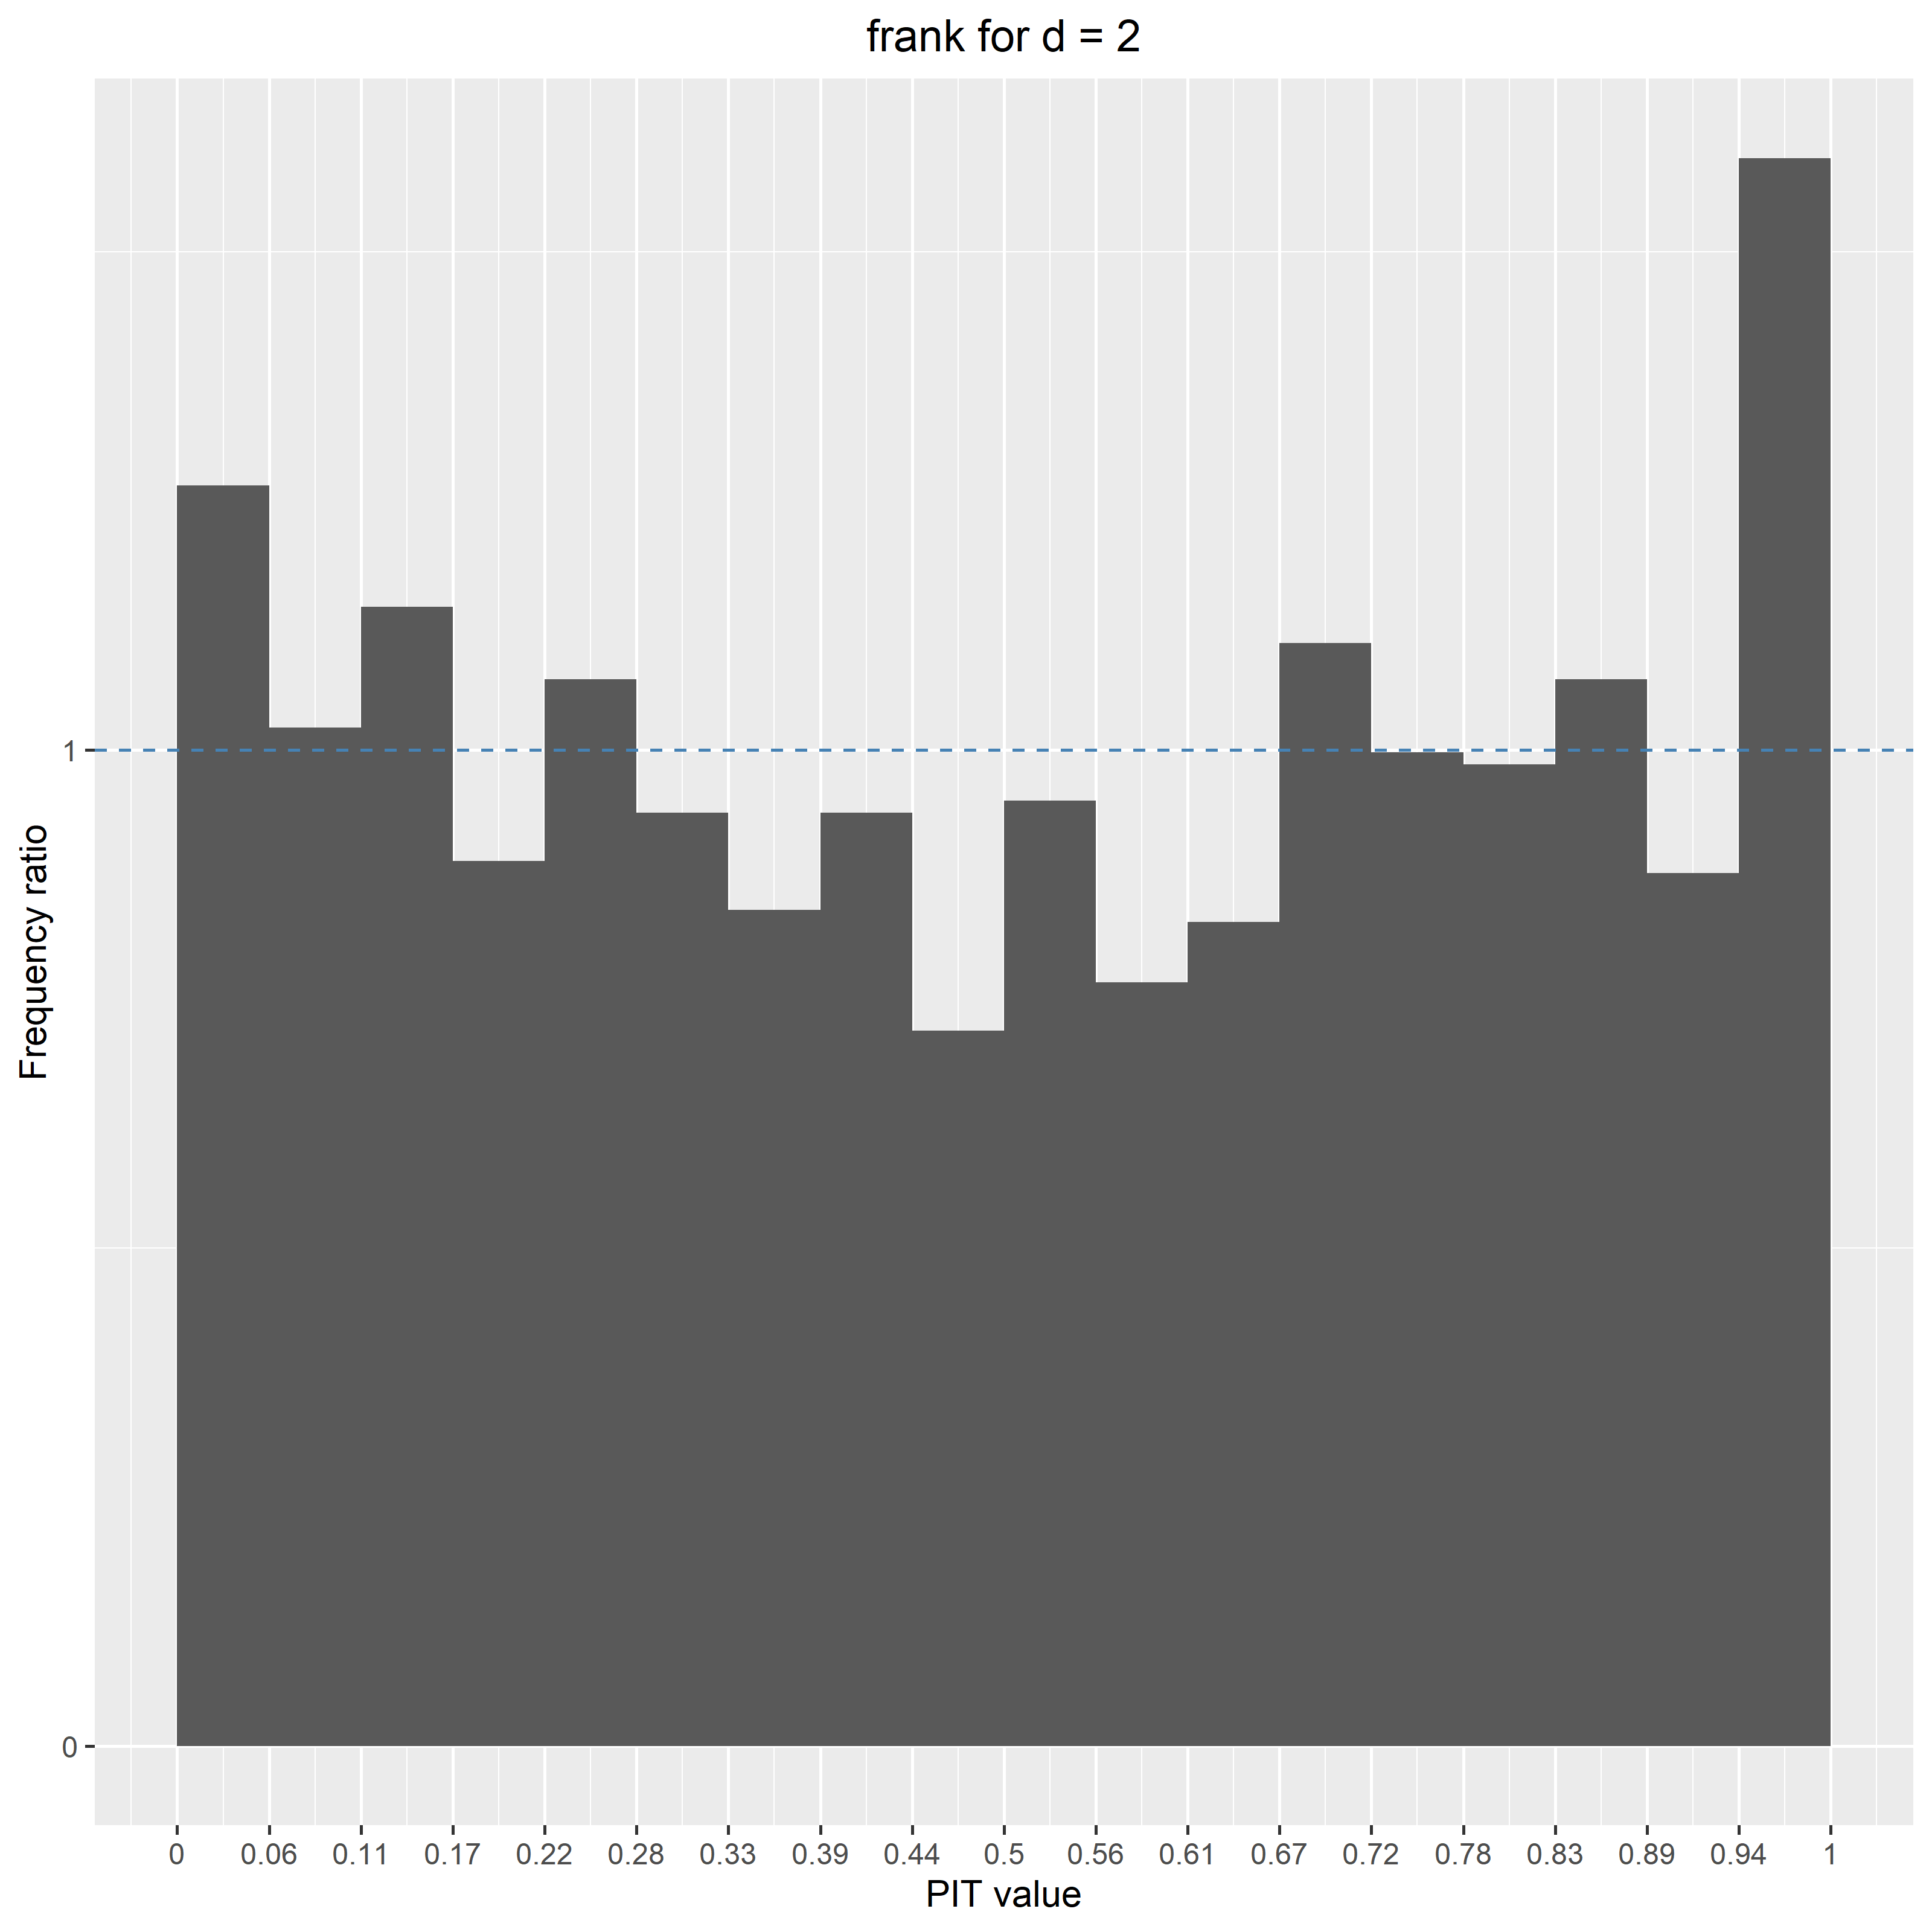 frank for d = 2
Frequency ratio
1
0
0 0.06 0.11 0.17 0.22 0.28 0.33 0.39 0.44 0.5 0.56 0.61 0.67 0.72 0.78 0.83 0.89 0.94 1
PIT value